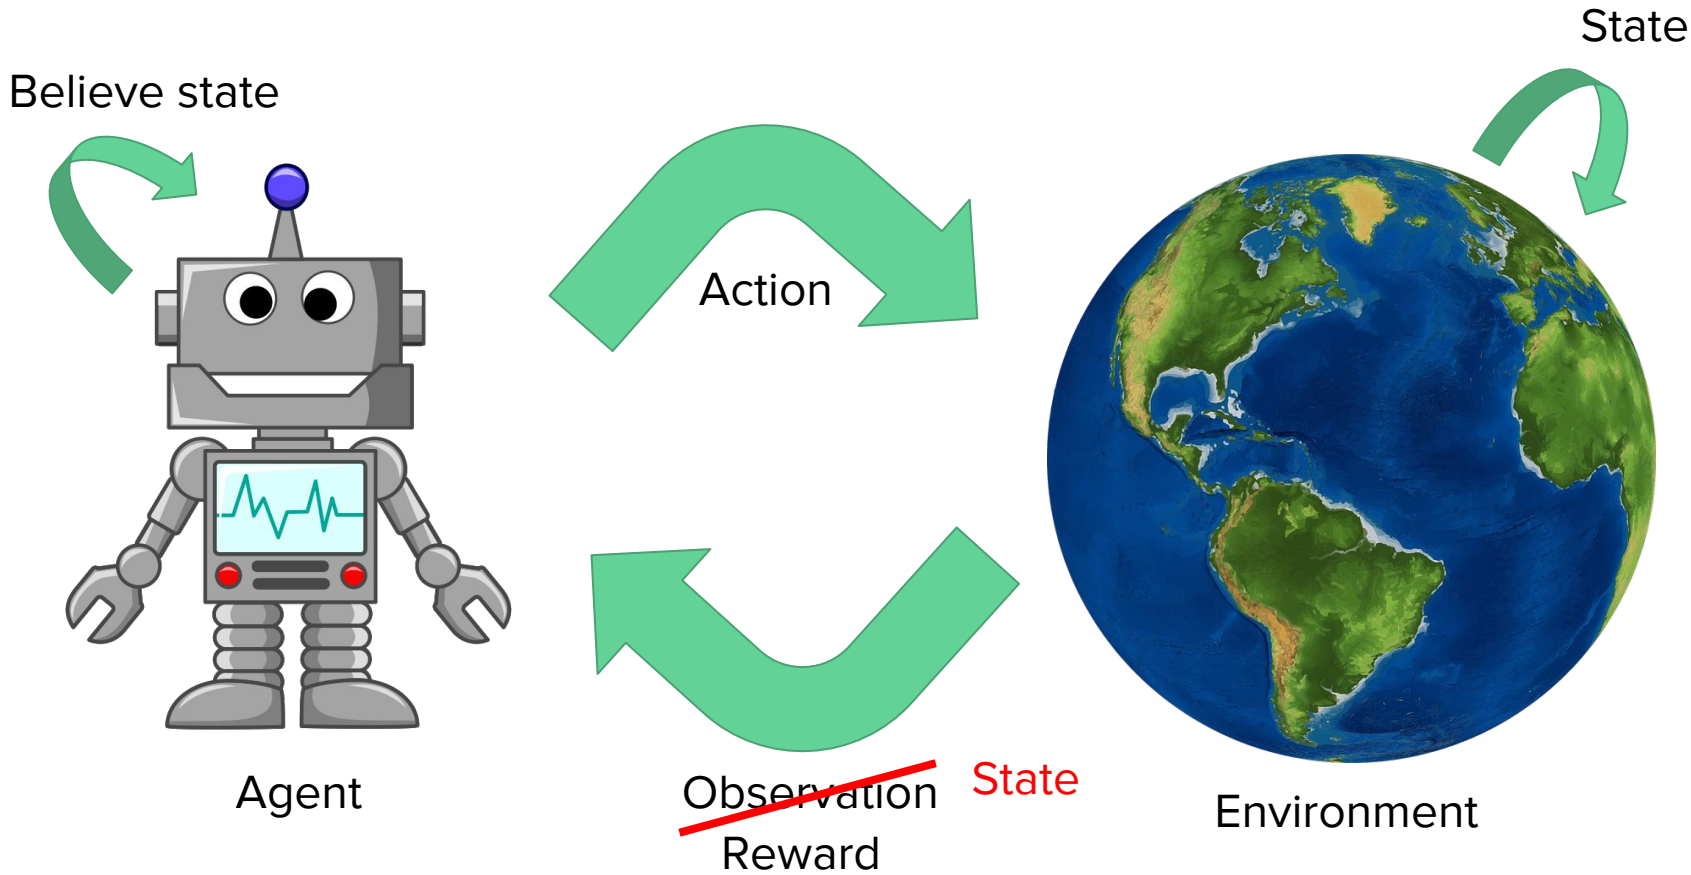 State
Believe state
Action
Observation
State
Agent
Environment
Reward